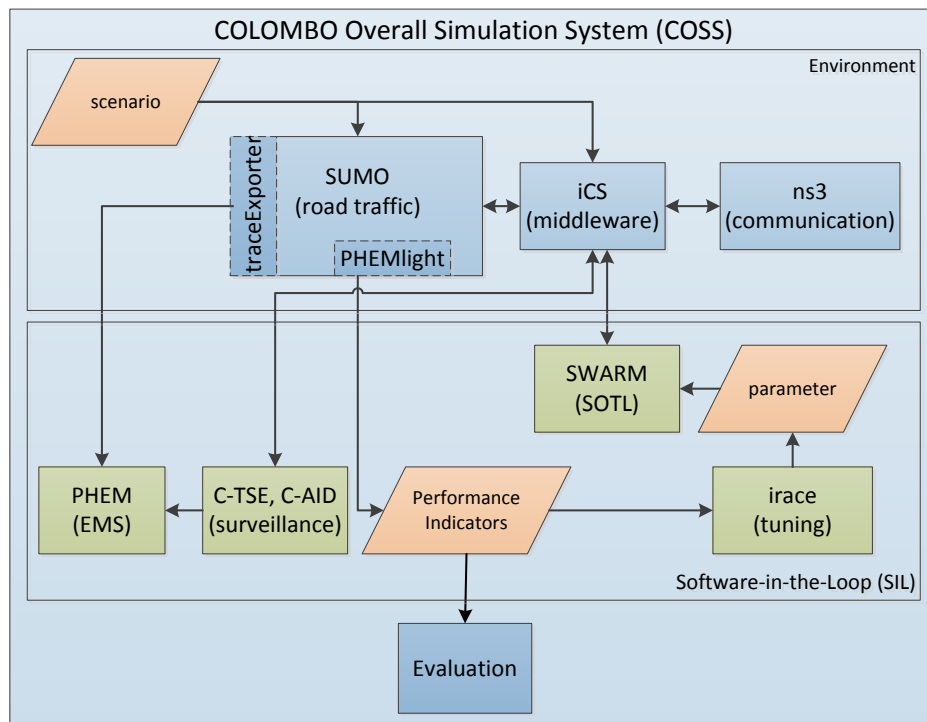 COLOMBO Overall Simulation System (COSS)
Environment
scenario
traceExporter
SUMO
(road traffic)
PHEMlight
iCS
(middleware)
ns3
(communication)
SWARM
(SOTL)
parameter
PHEM
(EMS)
C-TSE, C-AID
(surveillance)
Performance
Indicators
irace
(tuning)
Software-in-the-Loop (SIL)
Evaluation